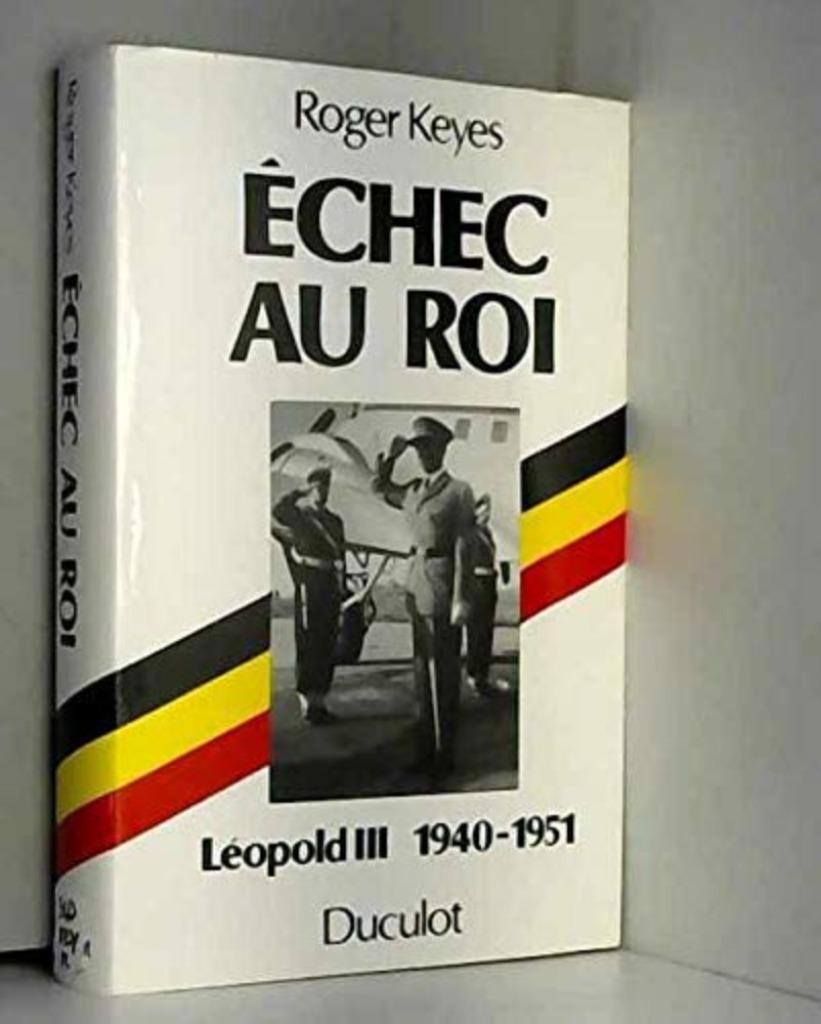 Roger Keyes
ÉCHEC
AU ROI
Léopold III 1940-1951
Duculot
Roger Keyes ÉCHEC AU ROI